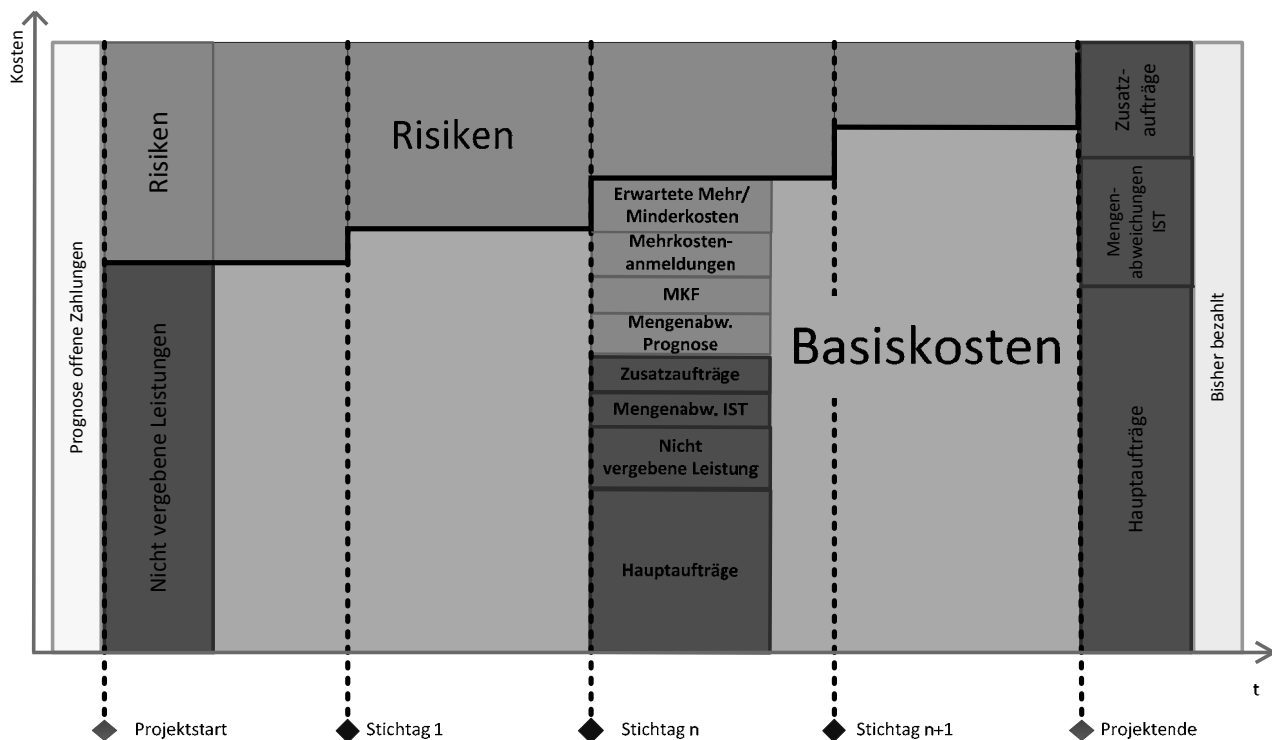 Kosten
Prognose offene Zahlungen
Risiken
Nicht vergebene Leistungen
Risiken
Erwartete Mehr/
Minderkosten
Mehrkosten-
anmeldungen
MKF
Mengenabw.
Prognose
Zusatzaufträge
Mengenabw. IST
Nicht
vergebene Leistung
Hauptaufträge
Basiskosten
Zusatz-
aufträge
Mengen-
abweichungen
IST
Hauptaufträge
Bisher bezahlt
t
Projektstart
Stichtag 1
Stichtag n
Stichtag n+1
Projektende